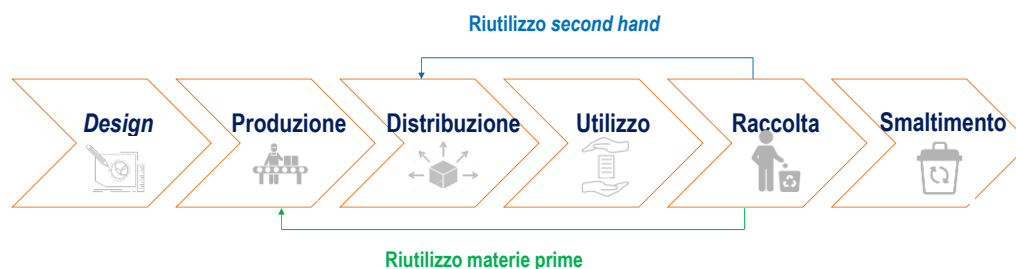 Riutilizzo second hand
Design
Produzione
Distribuzione
Utilizzo
Raccolta
Smaltimento
Riutilizzo materie prime